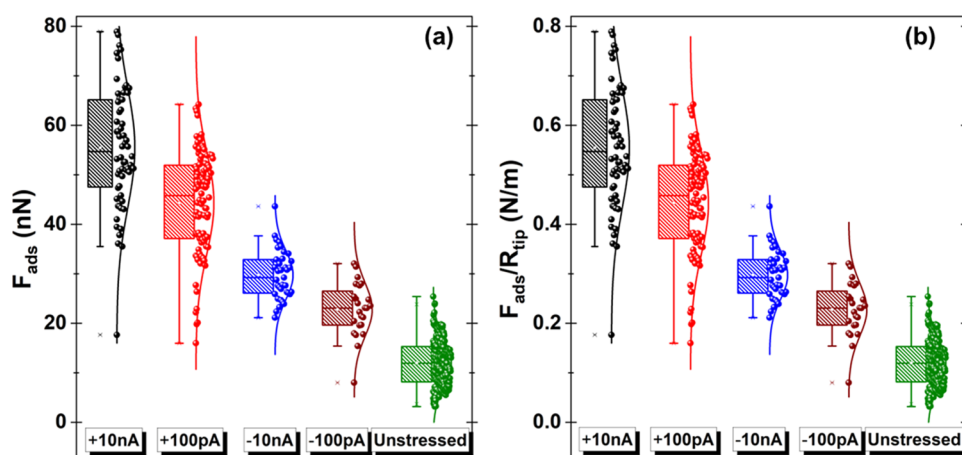 (a)
F_ads (nN)
80
60
40
20
0
+10nA +100pA -10nA -100pA Unstressed
(b)
F_ads/R_tip (N/m)
0.8
0.6
0.4
0.2
0.0
+10nA +100pA -10nA -100pA Unstressed